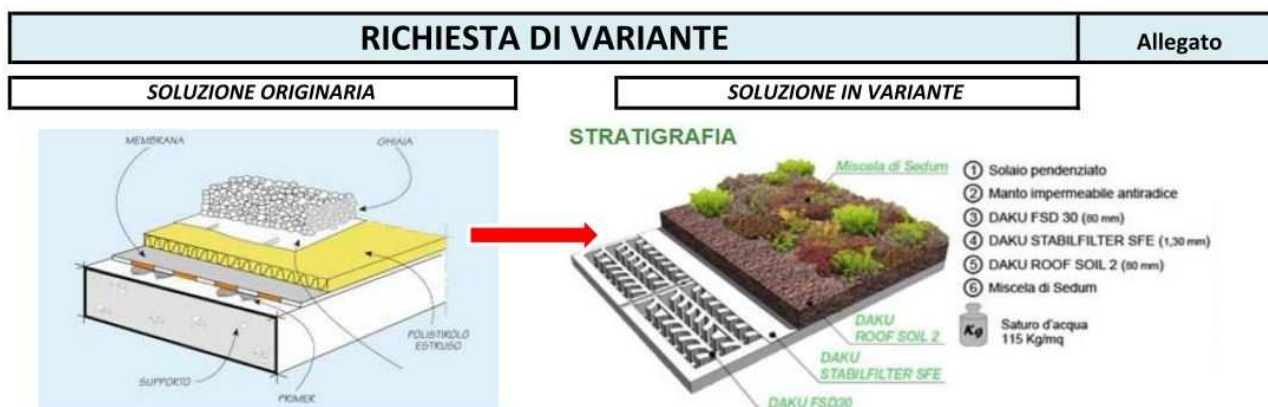 RICHIESTA DI VARIANTE
Allegato
SOLUZIONE ORIGINARIA
SOLUZIONE IN VARIANTE
MEMBRANA
GHIAIA
POLISTIROLO
ESTRUSO
SUPPORTO
PRIMER
STRATIGRAFIA
Miscela di Sedum
DAKU
ROOF SOIL 2
DAKU
STABILFILTER SFE
DAKU FSD30
1 Solaio pendenziato
2 Manto impermeabile antiradice
3 DAKU FSD 30 (80 mm)
4 DAKU STABILFILTER SFE (1,30 mm)
5 DAKU ROOF SOIL 2 (80 mm)
6 Miscela di Sedum
Kg
Saturo d'acqua
115 Kg/mq